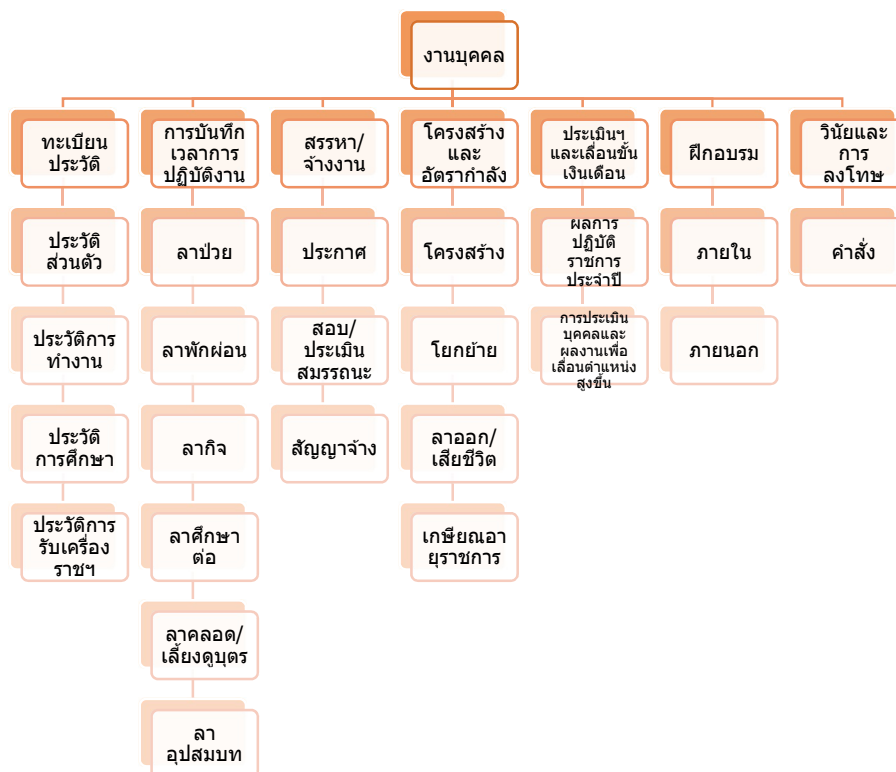 งานบุคคล
ทะเบียน
ประวัติ
การบันทึก
เวลาการ
ปฏิบัติงาน
สรรหา/
จ้างงาน
โครงสร้าง
และ
อัตรากำลัง
ประเมินฯ
และเลื่อนขั้น
เงินเดือน
ฝึกอบรม
วินัยและ
การ
ลงโทษ
ประวัติ
ส่วนตัว
ลาป่วย
ประกาศ
โครงสร้าง
ผลการ
ปฏิบัติ
ราชการ
ประจำปี
ภายใน
คำสั่ง
ประวัติการ
ทำงาน
ลาพักผ่อน
สอบ/
ประเมิน
สมรรถนะ
โยกย้าย
การประเมิน
บุคคลและ
ผลงานเพื่อ
เลื่อนตำแหน่ง
สูงขึ้น
ภายนอก
ประวัติ
การศึกษา
ลากิจ
สัญญาจ้าง
ลาออก/
เสียชีวิต
ประวัติการ
รับเครื่อง
ราชฯ
ลาศึกษา
ต่อ
เกษียณอา
ยุราชการ
ลาคลอด/
เลี้ยงดูบุตร
ลา
อุปสมบท